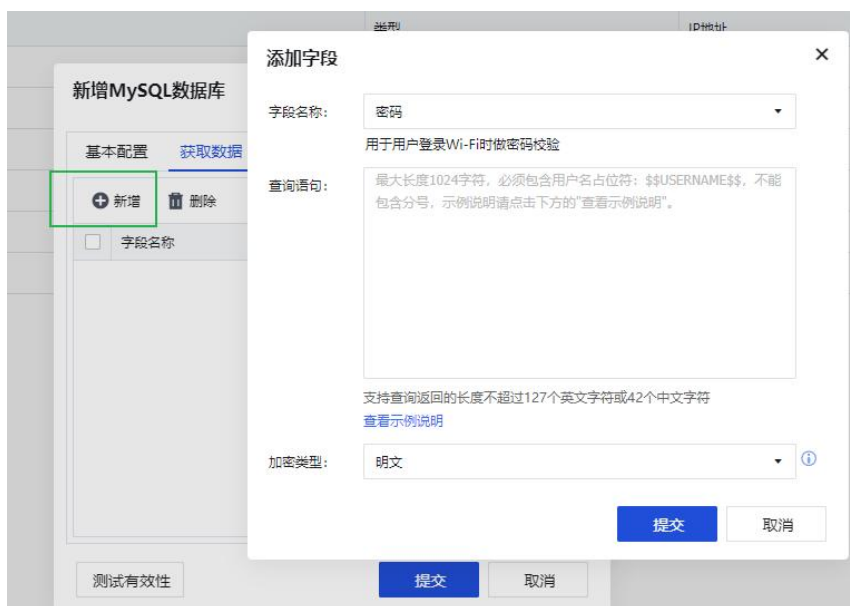 类型
IP地址
新增MySQL数据库
基本配置
获取数据
新增
删除
字段名称
测试有效性
提交
取消
添加字段
字段名称:
密码
用于用户登录Wi-Fi时做密码校验
查询语句:
最大长度1024字符，必须包含用户名占位符: $$USERNAME$$，不能
包含分号，示例说明请点击下方的"查看示例说明"。
支持查询返回的长度不超过127个英文字符或42个中文字符
查看示例说明
加密类型:
明文
提交
取消